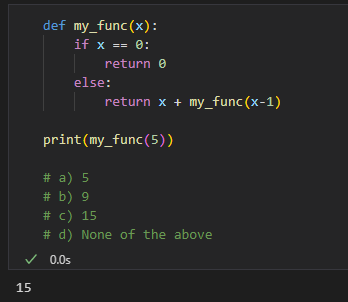 def my_func(x):
    if x == 0:
        return 0
    else:
        return x + my_func(x-1)

print(my_func(5))

# a) 5
# b) 9
# c) 15
# d) None of the above
✓ 0.0s
15